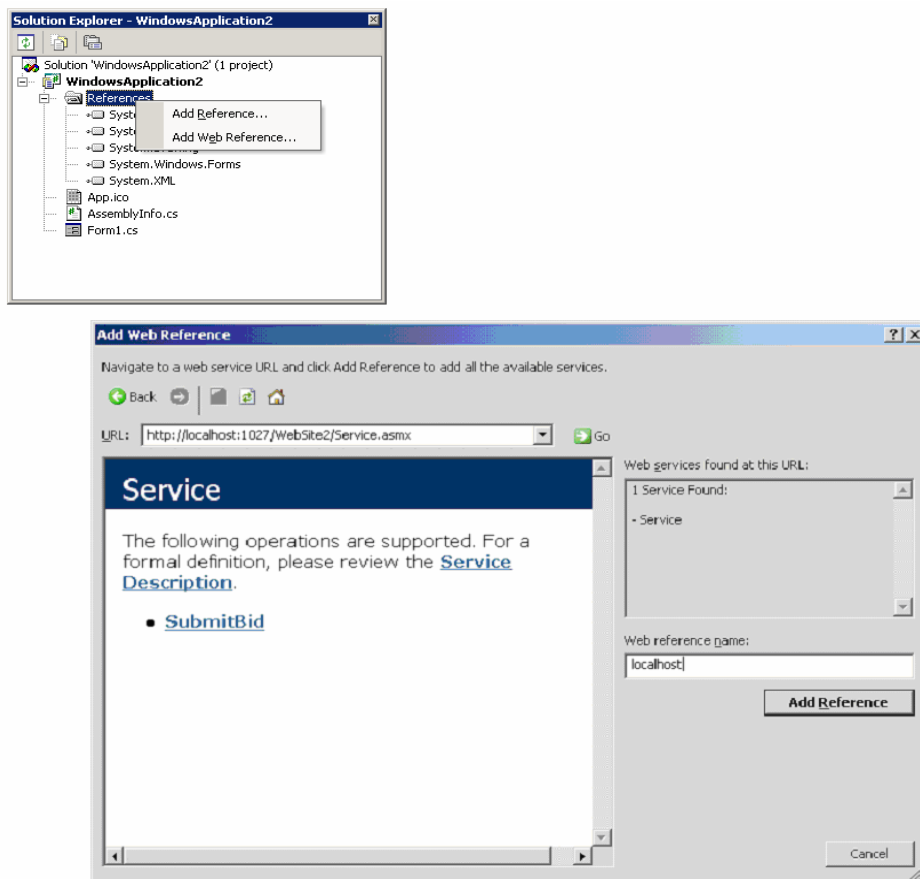 Solution Explorer - WindowsApplication2
Solution 'WindowsApplication2' (1 project)
WindowsApplication2
References
Add Reference...
Add Web Reference...
System.Windows.Forms
System.XML
App.ico
AssemblyInfo.cs
Form1.cs
Add Web Reference
Navigate to a web service URL and click Add Reference to add all the available services.
Back
URL: http://localhost:1027/WebSite2/Service.asmx Go
Service
The following operations are supported. For a
formal definition, please review the Service
Description.
• SubmitBid
Web services found at this URL:
1 Service Found:
- Service
Web reference name:
localhost
Add Reference
Cancel